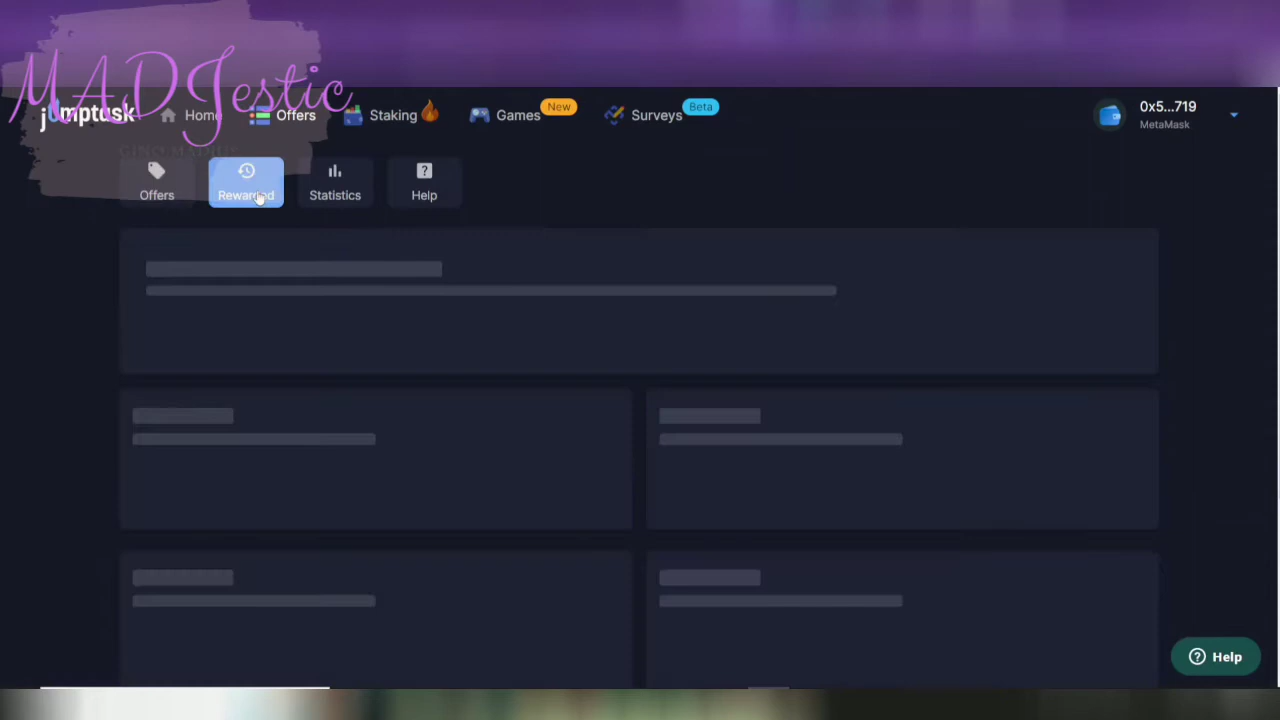 MADJestic
jumptask
Home
Offers
Staking
Games
New
Surveys
Beta
0x5...719
MetaMask
Offers
Rewarded
Statistics
Help
Help